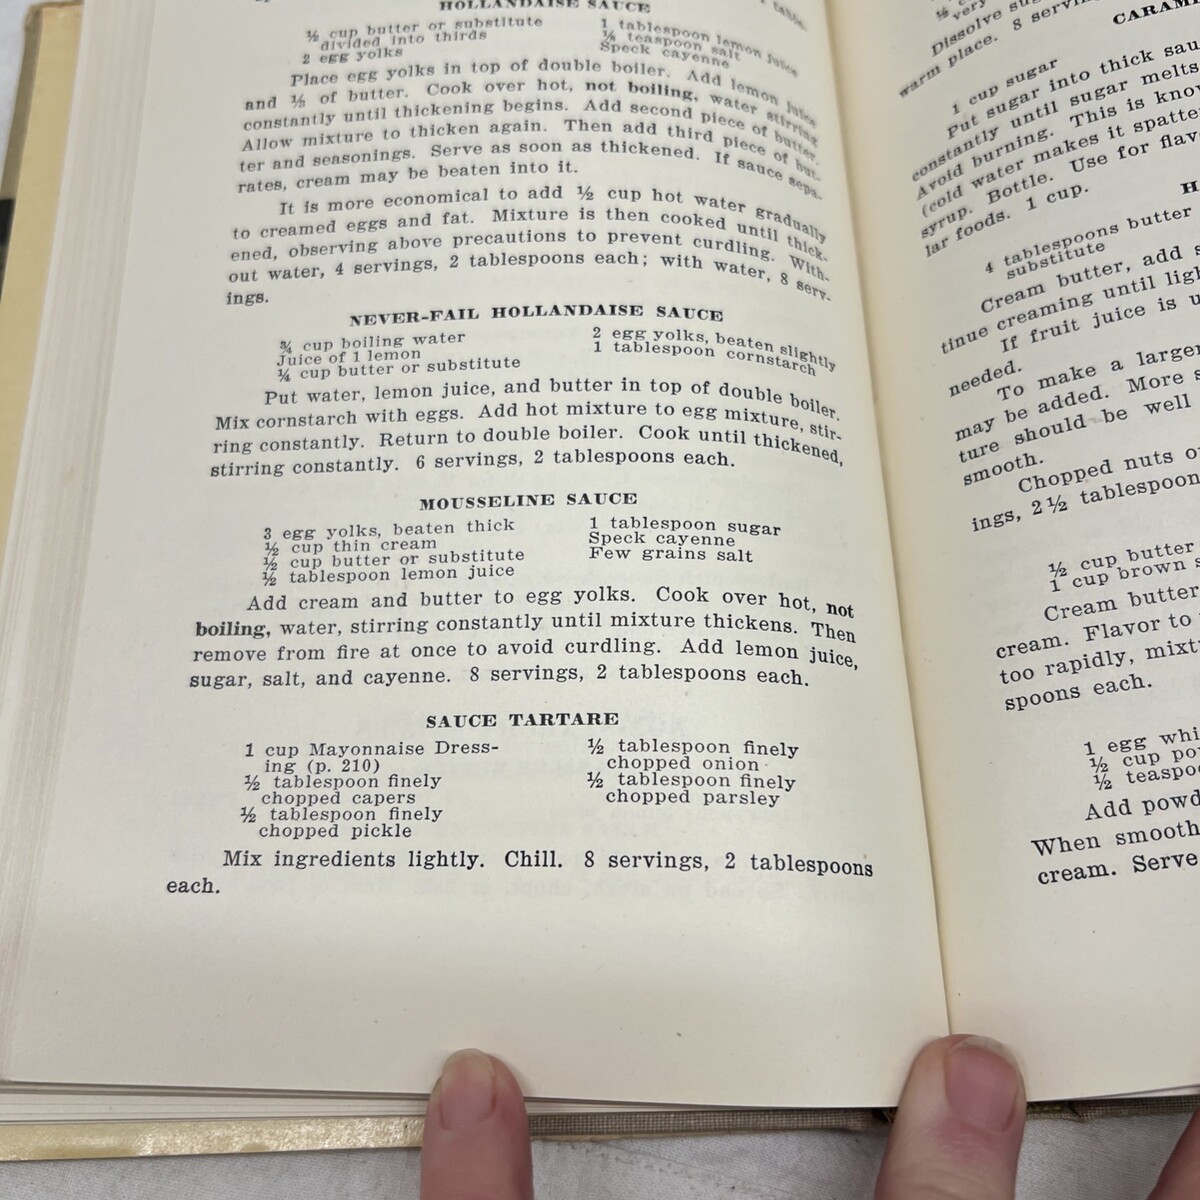 HOLLANDAISE SAUCE
½ cup butter or substitute
divided into thirds
2 egg yolks
1 tablespoon lemon juice
⅛ teaspoon salt
Speck cayenne
Place egg yolks in top of double boiler. Add lemon juice
and ⅓ of butter. Cook over hot, not boiling, water stirring
constantly until thickening begins. Add second piece of butter.
Allow mixture to thicken again. Then add third piece of but-
ter and seasonings. Serve as soon as thickened. If sauce sepa-
rates, cream may be beaten into it.
It is more economical to add ½ cup hot water gradually
to creamed eggs and fat. Mixture is then cooked until thick-
ened, observing above precautions to prevent curdling. With-
out water, 4 servings, 2 tablespoons each; with water, 8 serv-
ings.
NEVER-FAIL HOLLANDAISE SAUCE
¾ cup boiling water
Juice of 1 lemon
¼ cup butter or substitute
2 egg yolks, beaten slightly
1 tablespoon cornstarch
Put water, lemon juice, and butter in top of double boiler.
Mix cornstarch with eggs. Add hot mixture to egg mixture, stir-
ring constantly. Return to double boiler. Cook until thickened,
stirring constantly. 6 servings, 2 tablespoons each.
MOUSSELINE SAUCE
3 egg yolks, beaten thick
½ cup thin cream
½ cup butter or substitute
½ tablespoon lemon juice
1 tablespoon sugar
Speck cayenne
Few grains salt
Add cream and butter to egg yolks. Cook over hot, not
boiling, water, stirring constantly until mixture thickens. Then
remove from fire at once to avoid curdling. Add lemon juice,
sugar, salt, and cayenne. 8 servings, 2 tablespoons each.
SAUCE TARTARE
1 cup Mayonnaise Dress-
ing (p. 210)
½ tablespoon finely
chopped capers
½ tablespoon finely
chopped pickle
½ tablespoon finely
chopped onion
½ tablespoon finely
chopped parsley
Mix ingredients lightly. Chill. 8 servings, 2 tablespoons
each.
very
Dissolve
warm place. 8
1 cup sugar
Put sugar into thick
constantly until sugar melts
Avoid burning. This is
(cold water makes it
syrup. Bottle. Use for
lar foods. 1 cup.
4 tablespoons butter
substitute
Cream butter, add
tinue creaming until
If fruit juice is
needed.
To make a larger
may be added. More
ture should be well
smooth.
Chopped nuts
ings, 2½
½ cup butter
1 cup brown
Cream butter
cream. Flavor to
too rapidly,
spoons each.
1 egg
½ cup
½
Add
When smooth
cream. Serve